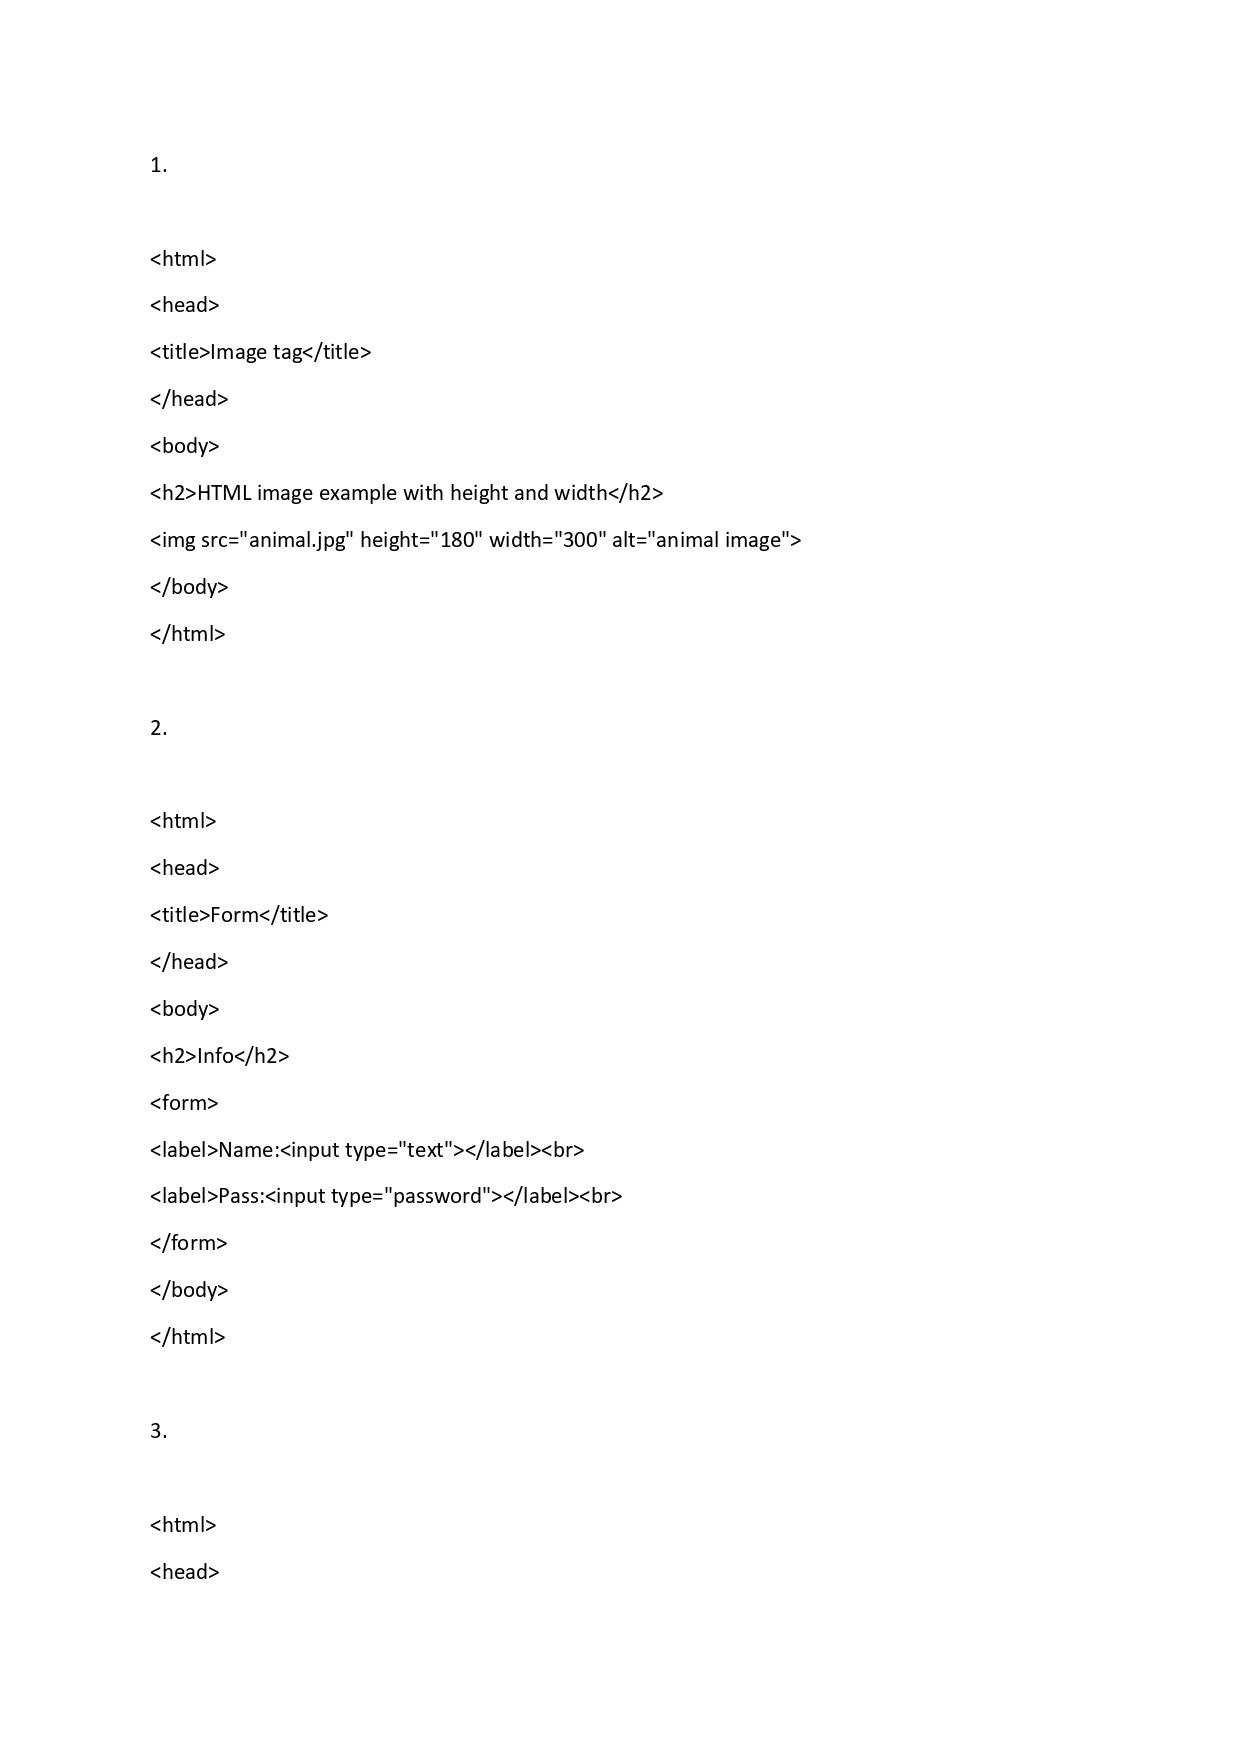 1.
<html>
<head>
<title>Image tag</title>
</head>
<body>
<h2>HTML image example with height and width</h2>
<img src="animal.jpg" height="180" width="300" alt="animal image">
</body>
</html>
2.
<html>
<head>
<title>Form</title>
</head>
<body>
<h2>Info</h2>
<form>
<label>Name:<input type="text"></label><br>
<label>Pass:<input type="password"></label><br>
</form>
</body>
</html>
3.
<html>
<head>